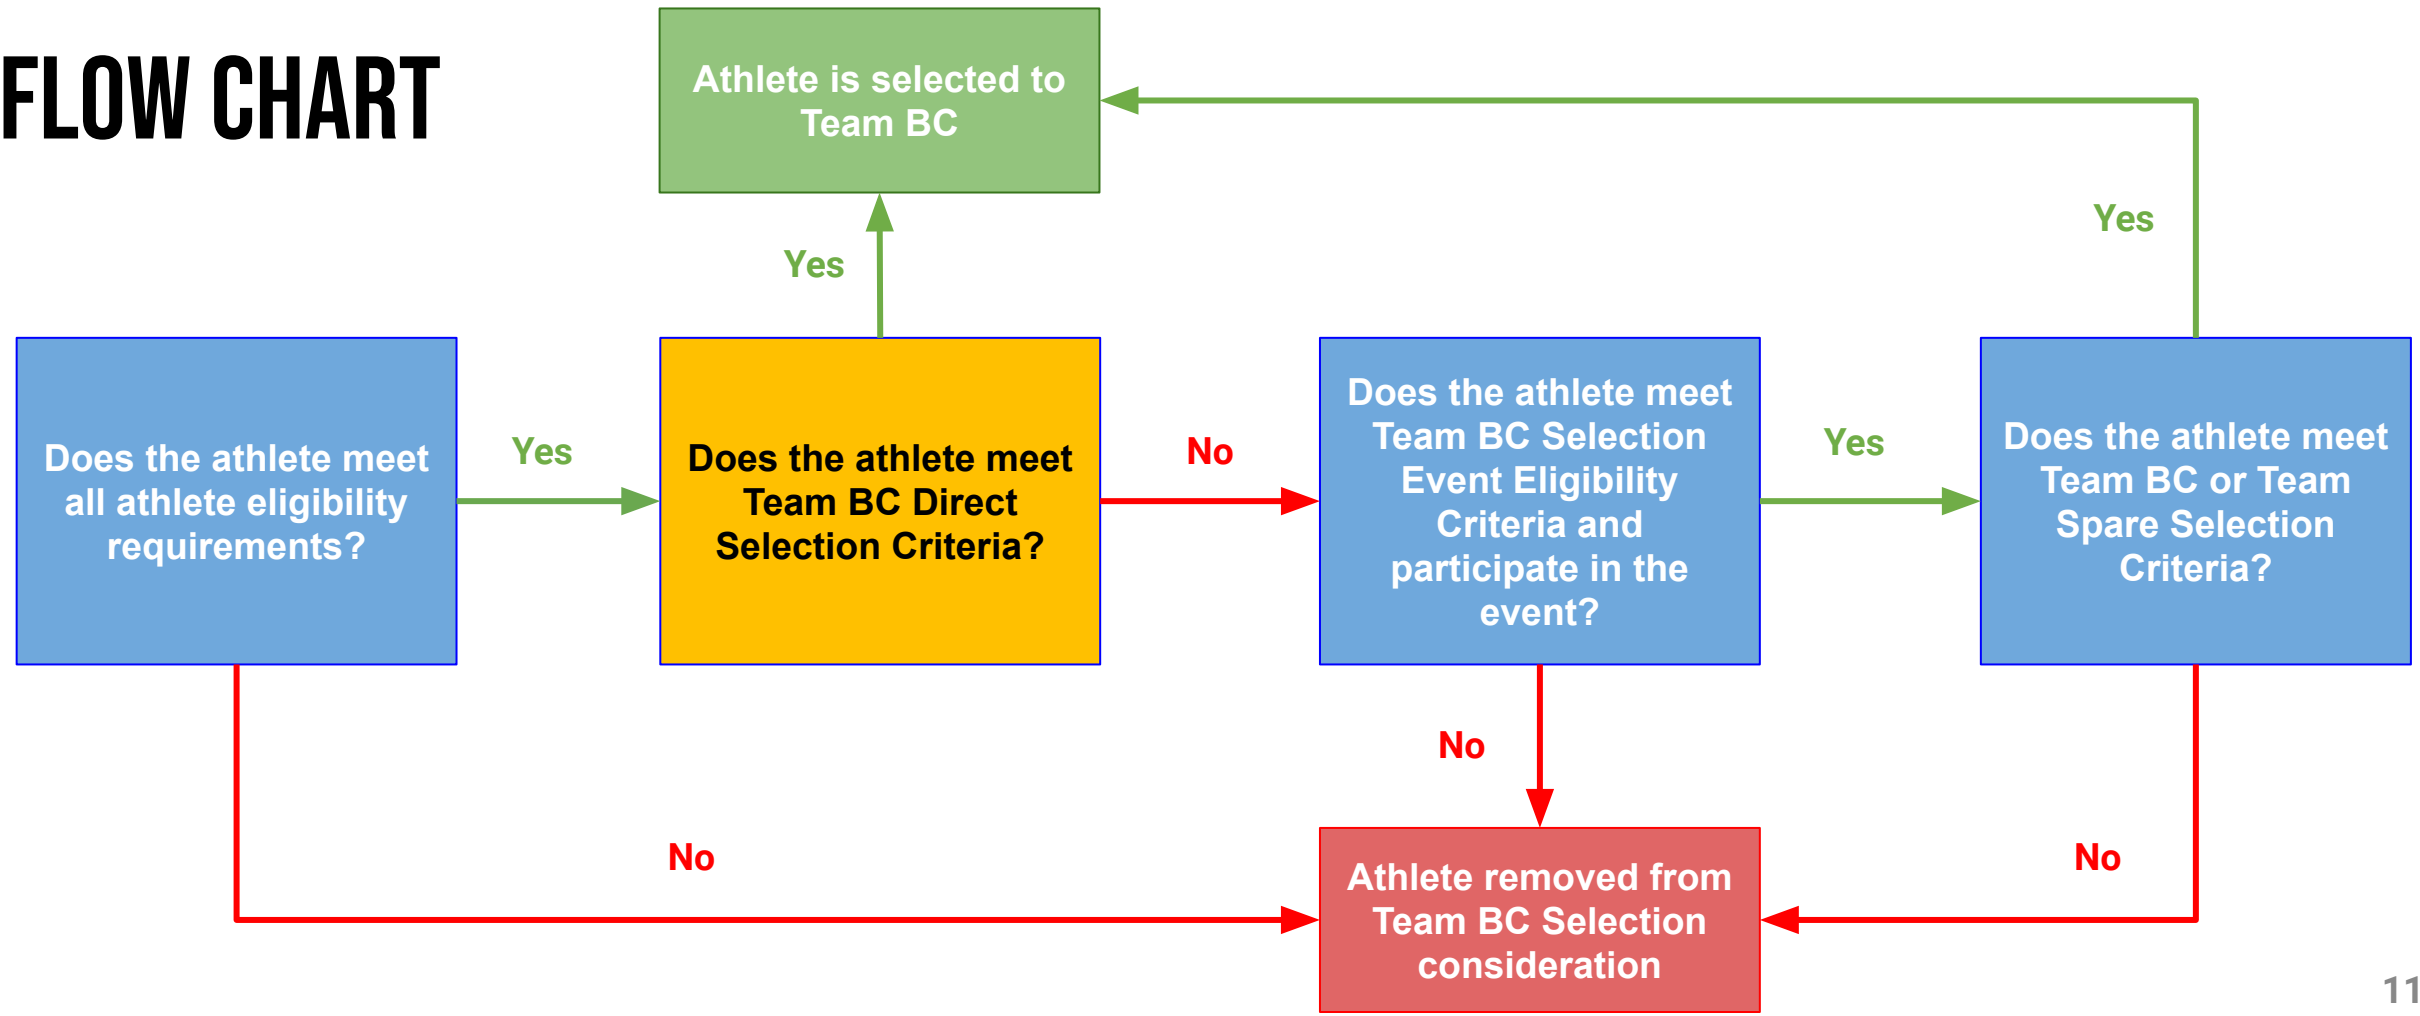 FLOW CHART
Athlete is selected to
Team BC
Yes
Yes
Does the athlete meet
all athlete eligibility
requirements?
Yes
Does the athlete meet
Team BC Direct
Selection Criteria?
No
Does the athlete meet
Team BC Selection
Event Eligibility
Criteria and
participate in the
event?
Yes
Does the athlete meet
Team BC or Team
Spare Selection
Criteria?
No
No
No
Athlete removed from
Team BC Selection
consideration
11